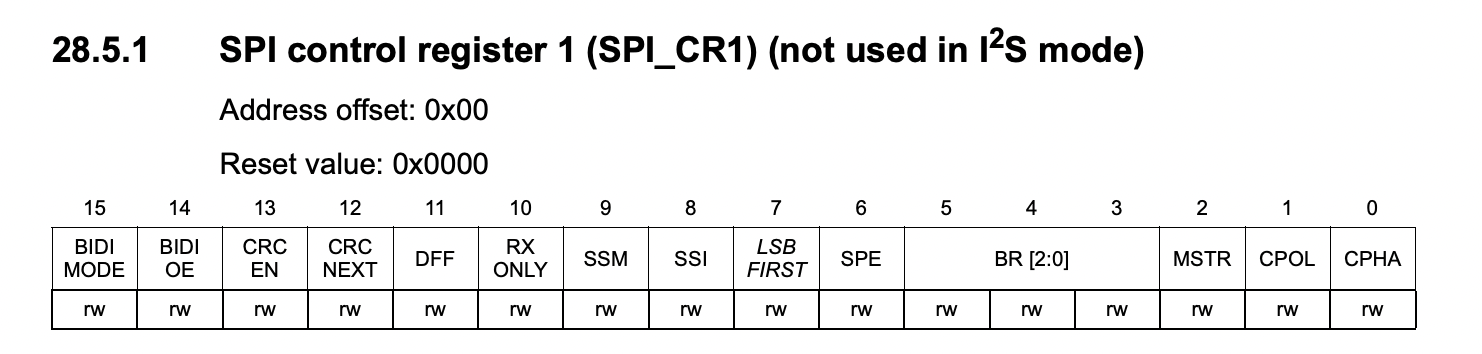 28.5.1 SPI control register 1 (SPI_CR1) (not used in I²S mode)
Address offset: 0x00
Reset value: 0x0000
15 14 13 12 11 10 9 8 7 6 5 4 3 2 1 0
BIDI MODE BIDI OE CRC EN CRC NEXT DFF RX ONLY SSM SSI LSB FIRST SPE BR [2:0] MSTR CPOL CPHA
rw rw rw rw rw rw rw rw rw rw rw rw rw rw rw rw